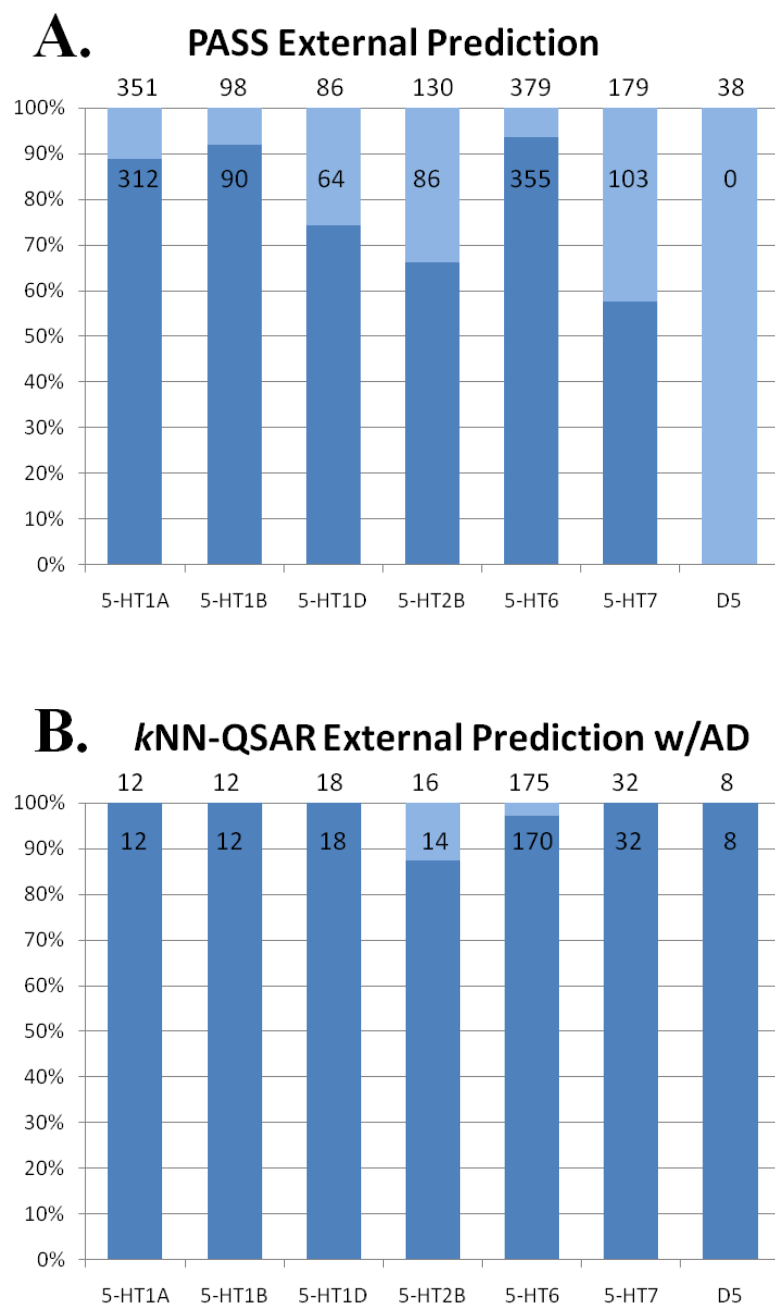 A. PASS External Prediction
351 98 86 130 379 179 38
100%
90%
312 90 64 86 355 103 0
80%
70%
60%
50%
40%
30%
20%
10%
0%
5-HT1A 5-HT1B 5-HT1D 5-HT2B 5-HT6 5-HT7 D5
B. kNN-QSAR External Prediction w/AD
12 12 18 16 175 32 8
100%
12 12 18 14 170 32 8
90%
80%
70%
60%
50%
40%
30%
20%
10%
0%
5-HT1A 5-HT1B 5-HT1D 5-HT2B 5-HT6 5-HT7 D5